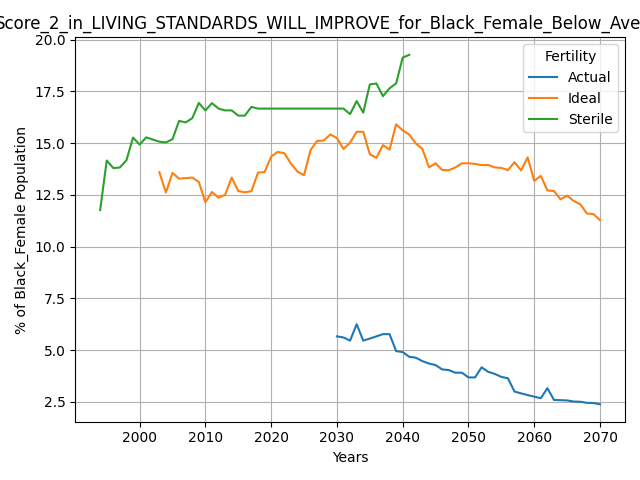 Score_2_in_LIVING_STANDARDS_WILL_IMPROVE_for_Black_Female_Below_Ave
20.0
17.5
15.0
12.5
10.0
7.5
5.0
2.5
% of Black_Female Population
Fertility
Actual
Ideal
Sterile
2000 2010 2020 2030 2040 2050 2060 2070
Years